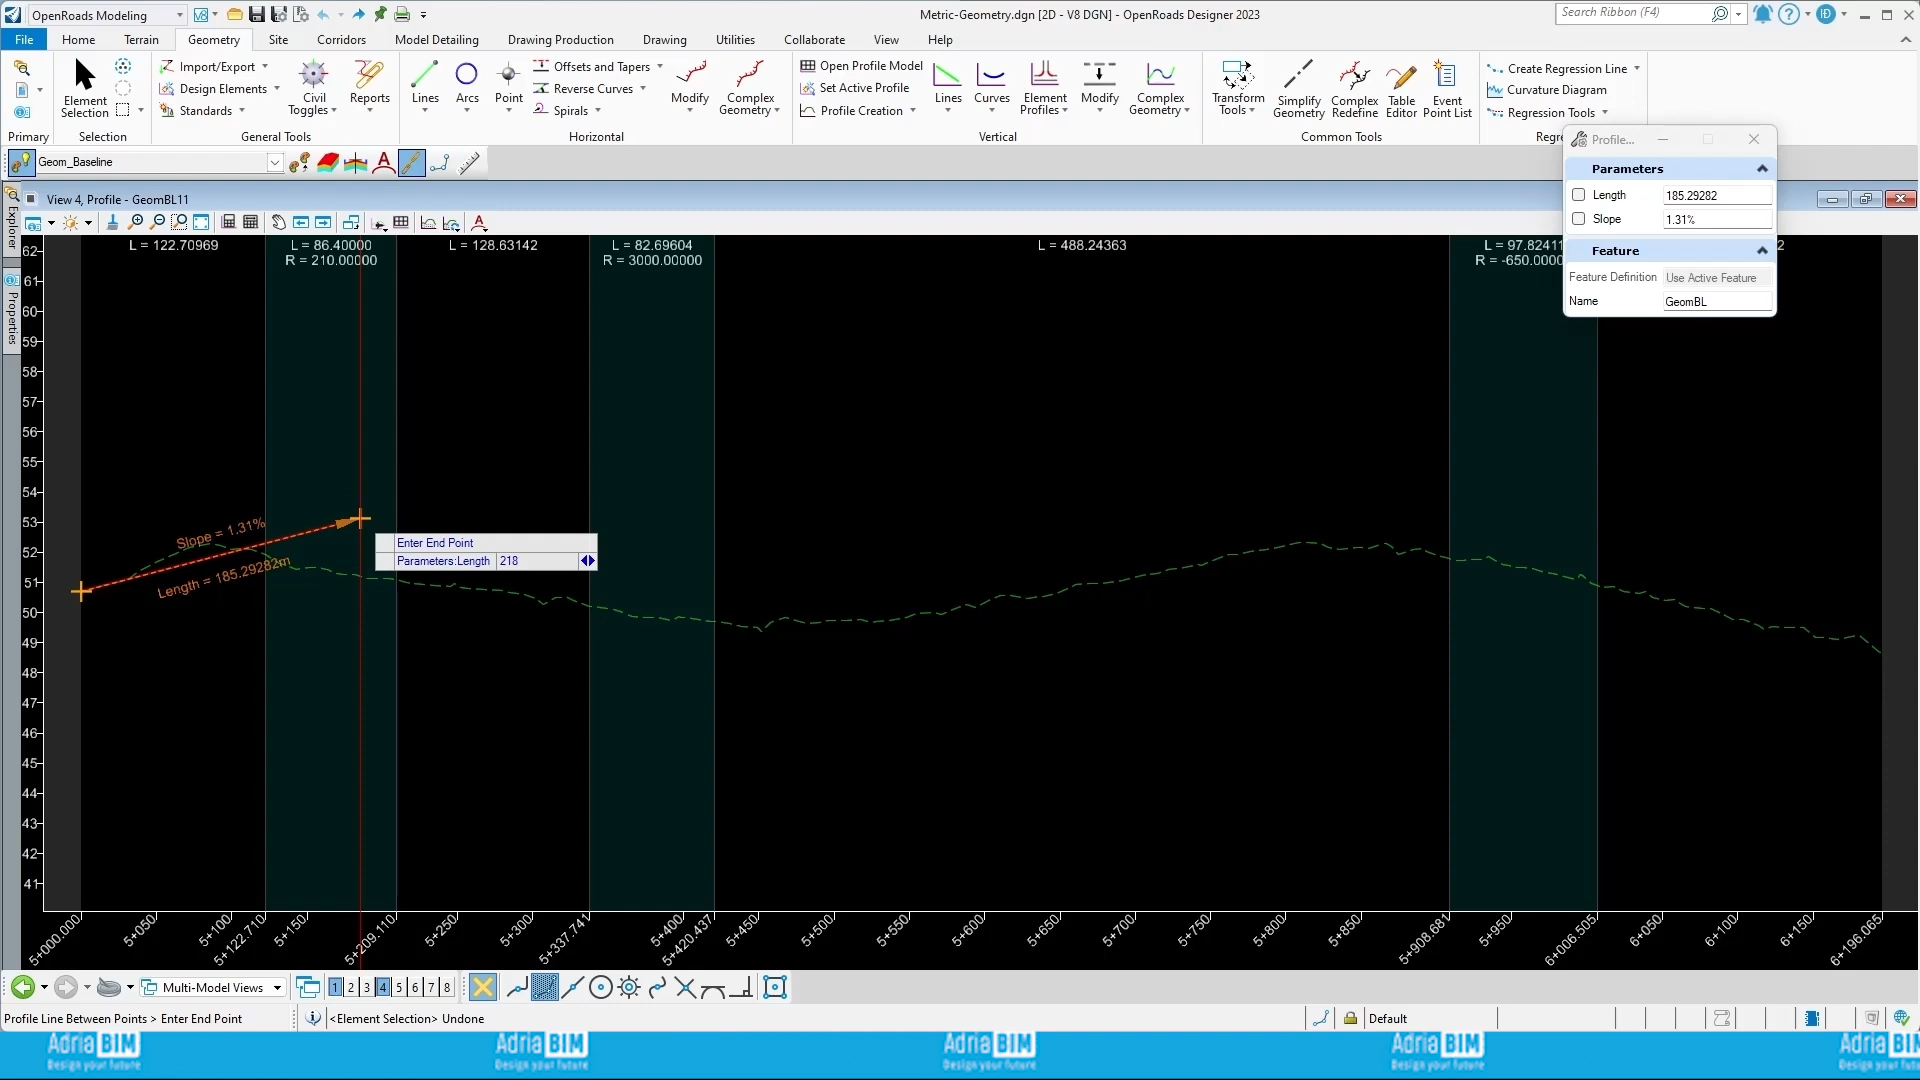 OpenRoads Modeling
Metric-Geometry.dgn [2D - V8 DGN] - OpenRoads Designer 2023
Search Ribbon (F4)
File
Home
Terrain
Geometry
Site
Corridors
Model Detailing
Drawing Production
Drawing
Utilities
Collaborate
View
Help
Primary
Element
Selection
Selection
Import/Export
Design Elements
Standards
Civil
Toggles
Reports
General Tools
Lines
Arcs
Point
Offsets and Tapers
Reverse Curves
Spirals
Modify
Complex
Geometry
Horizontal
Open Profile Model
Set Active Profile
Profile Creation
Lines
Curves
Element
Profiles
Modify
Complex
Geometry
Vertical
Transform
Tools
Simplify
Geometry
Complex
Redefine
Table
Editor
Event
Point List
Common Tools
Create Regression Line
Curvature Diagram
Regression Tools
Regre
Geom_Baseline
Profile...
Parameters
Length 185.29282
Slope 1.31%
Feature
Feature Definition Use Active Feature
Name GeomBL
Explorer
Properties
View 4, Profile - GeomBL11
L = 122.70969
L = 86.40000
R = 210.00000
L = 128.63142
L = 82.69604
R = 3000.00000
L = 488.24363
L = 97.82411
R = -650.0000
2
62
61
60
59
58
57
56
55
54
53
52
51
50
49
48
47
46
45
44
43
42
41
Slope = 1.31%
Length = 185.29282m
Enter End Point
Parameters:Length 218
5+000.000
5+050
5+100
5+122.710
5+150
5+209.110
5+250
5+300
5+337.741
5+400
5+420.437
5+450
5+500
5+550
5+600
5+650
5+700
5+750
5+800
5+850
5+908.681
5+950
6+006.505
6+050
6+100
6+150
6+196.065
Multi-Model Views
1 2 3 4 5 6 7 8
Profile Line Between Points > Enter End Point
<Element Selection> Undone
Default
Adria BIM
Design your future
Adria BIM
Design your future
Adria BIM
Design your future
Adria BIM
Design your future
Adria BI
Design your fu